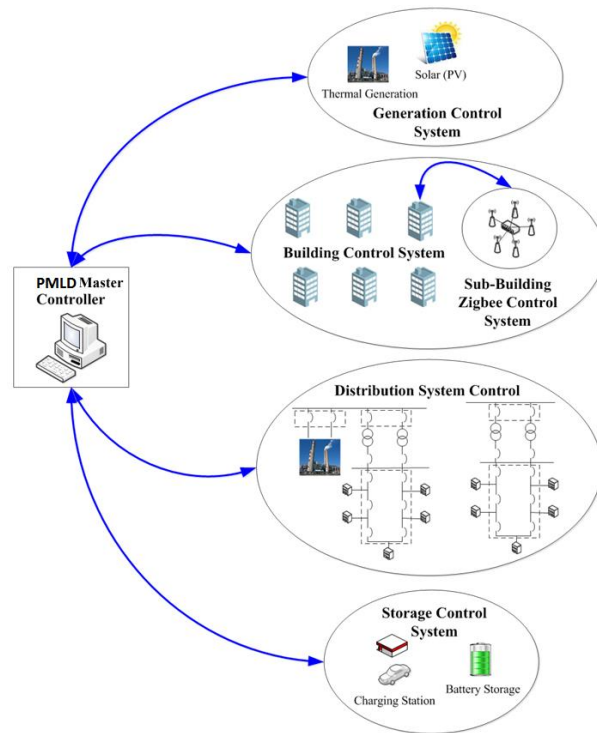 Solar (PV)
Thermal Generation
Generation Control
System
Building Control System
Sub-Building
Zigbee Control
System
PMLD Master
Controller
Distribution System Control
Storage Control
System
Charging Station
Battery Storage